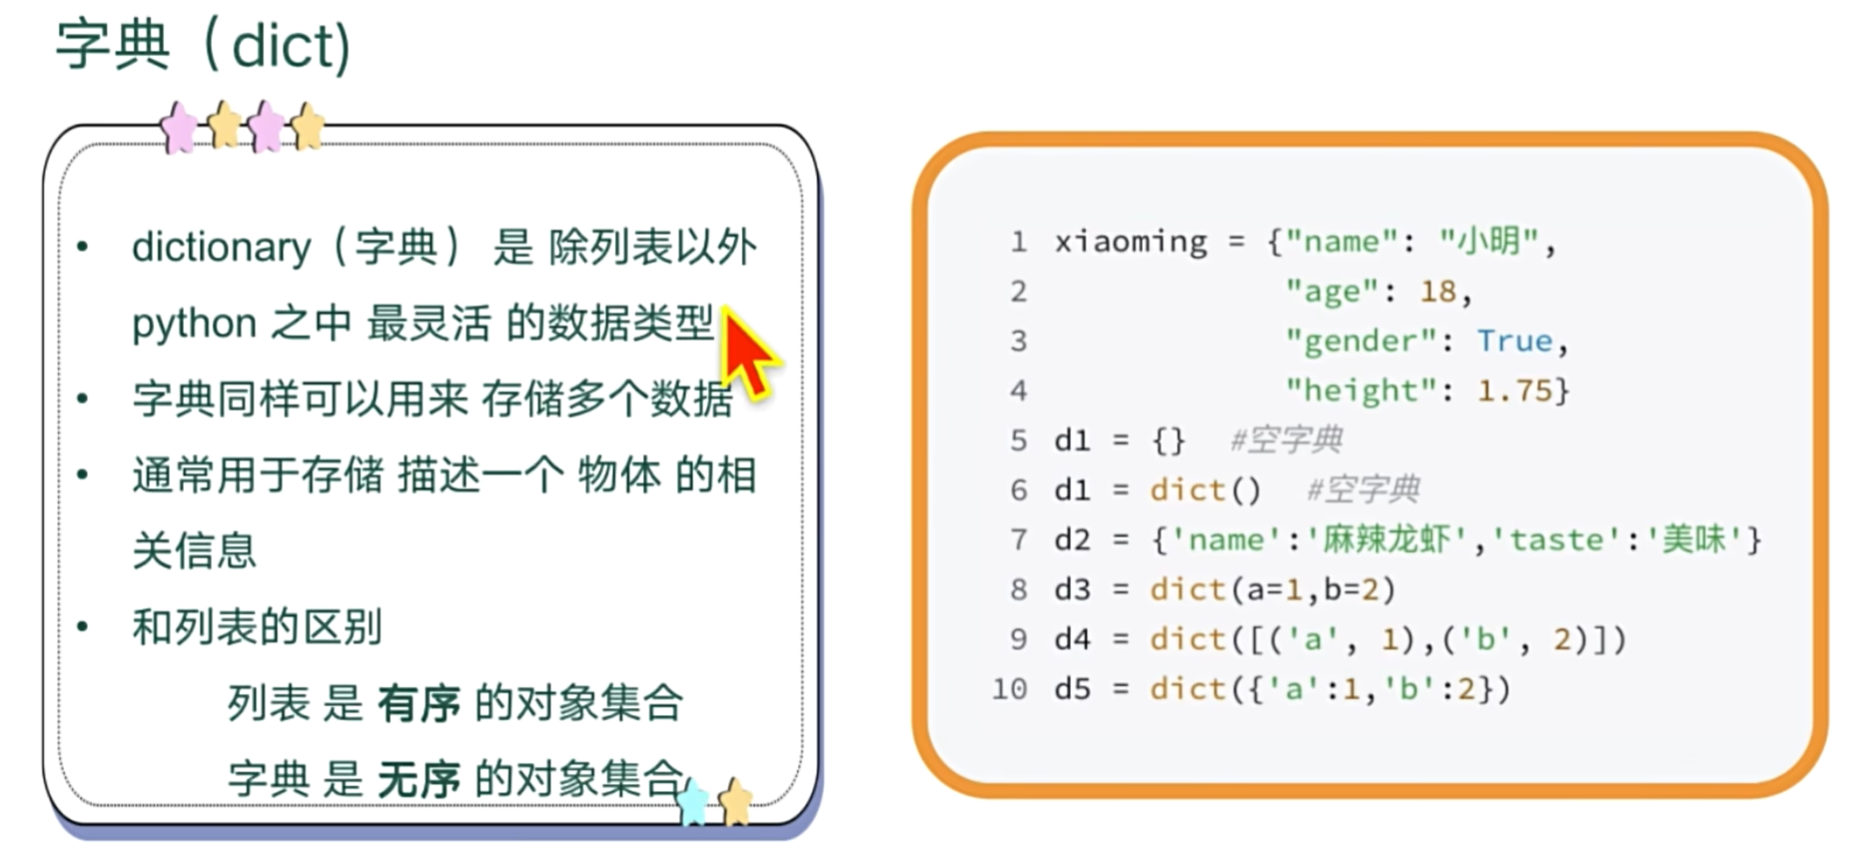 字典（dict)
• dictionary（字典） 是 除列表以外
python 之中 最灵活 的数据类型
• 字典同样可以用来 存储多个数据
• 通常用于存储 描述一个 物体 的相
关信息
• 和列表的区别
列表 是 有序 的对象集合
字典 是 无序 的对象集合
1 xiaoming = {"name": "小明",
2 "age": 18,
3 "gender": True,
4 "height": 1.75}
5 d1 = {} #空字典
6 d1 = dict() #空字典
7 d2 = {'name':'麻辣龙虾','taste':'美味'}
8 d3 = dict(a=1,b=2)
9 d4 = dict([('a', 1),('b', 2)])
10 d5 = dict({'a':1,'b':2})